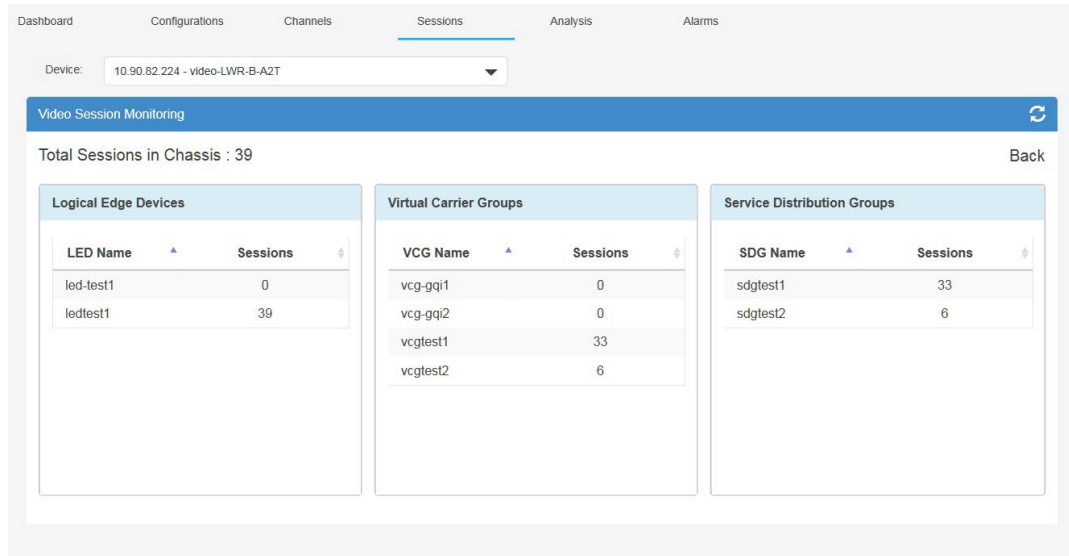 Dashboard Configurations Channels Sessions Analysis Alarms
Device: 10.90.82.224 - video-LWR-B-A2T
Video Session Monitoring
Total Sessions in Chassis : 39 Back
Logical Edge Devices
LED Name Sessions
led-test1 0
ledtest1 39
Virtual Carrier Groups
VCG Name Sessions
vcg-gqi1 0
vcg-gqi2 0
vcgtest1 33
vcgtest2 6
Service Distribution Groups
SDG Name Sessions
sdgtest1 33
sdgtest2 6